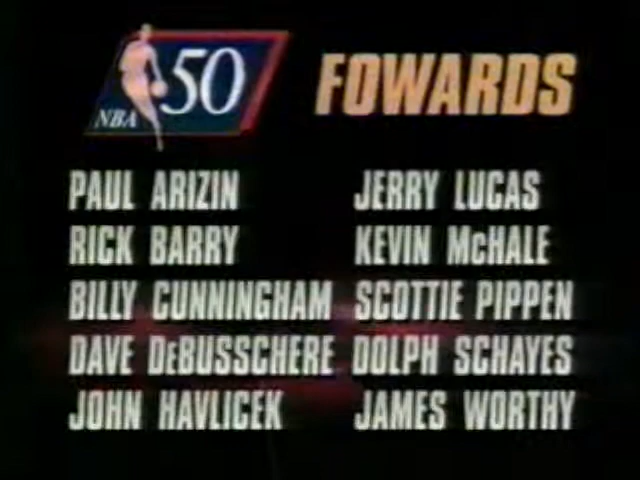 NBA 50
FOWARDS
PAUL ARIZIN
RICK BARRY
BILLY CUNNINGHAM
DAVE DeBUSSCHERE
JOHN HAVLICEK
JERRY LUCAS
KEVIN McHALE
SCOTTIE PIPPEN
DOLPH SCHAYES
JAMES WORTHY